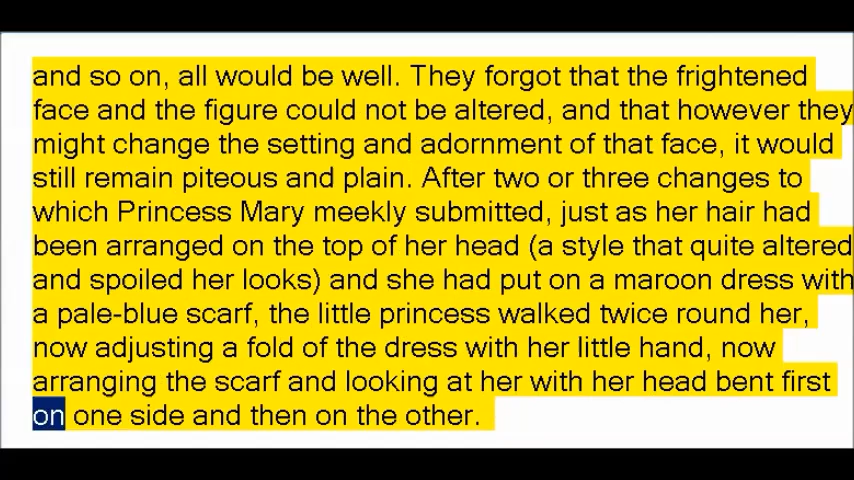 and so on, all would be well. They forgot that the frightened
face and the figure could not be altered, and that however they
might change the setting and adornment of that face, it would
still remain piteous and plain. After two or three changes to
which Princess Mary meekly submitted, just as her hair had
been arranged on the top of her head (a style that quite altered
and spoiled her looks) and she had put on a maroon dress with
a pale-blue scarf, the little princess walked twice round her,
now adjusting a fold of the dress with her little hand, now
arranging the scarf and looking at her with her head bent first
on one side and then on the other.